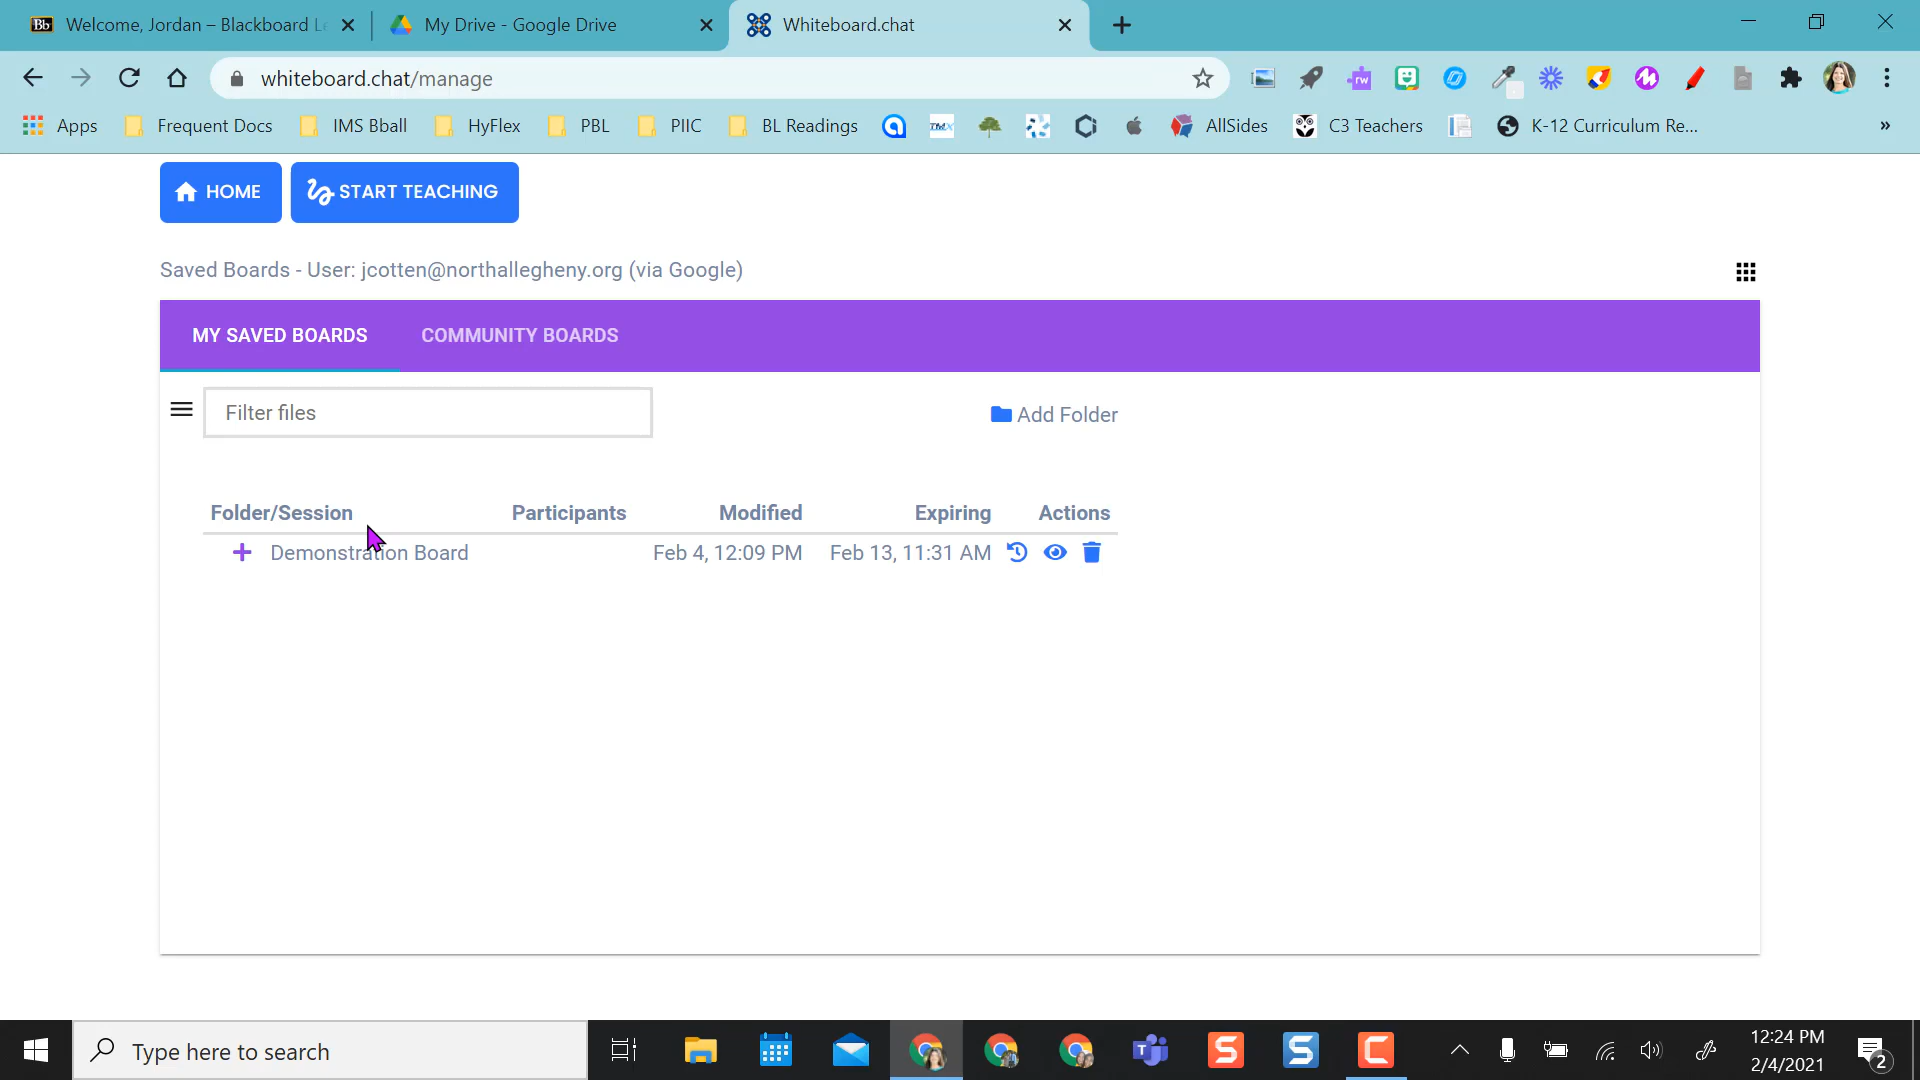 Bb Welcome, Jordan – Blackboard Le
My Drive - Google Drive
Whiteboard.chat
whiteboard.chat/manage
Apps
Frequent Docs
IMS Bball
HyFlex
PBL
PIIC
BL Readings
AllSides
C3 Teachers
K-12 Curriculum Re...
»
HOME
START TEACHING
Saved Boards - User: jcotten@northallegheny.org (via Google)
MY SAVED BOARDS
COMMUNITY BOARDS
Filter files
Add Folder
Folder/Session Participants Modified Expiring Actions
Demonstration Board Feb 4, 12:09 PM Feb 13, 11:31 AM
Type here to search
12:24 PM
2/4/2021
2